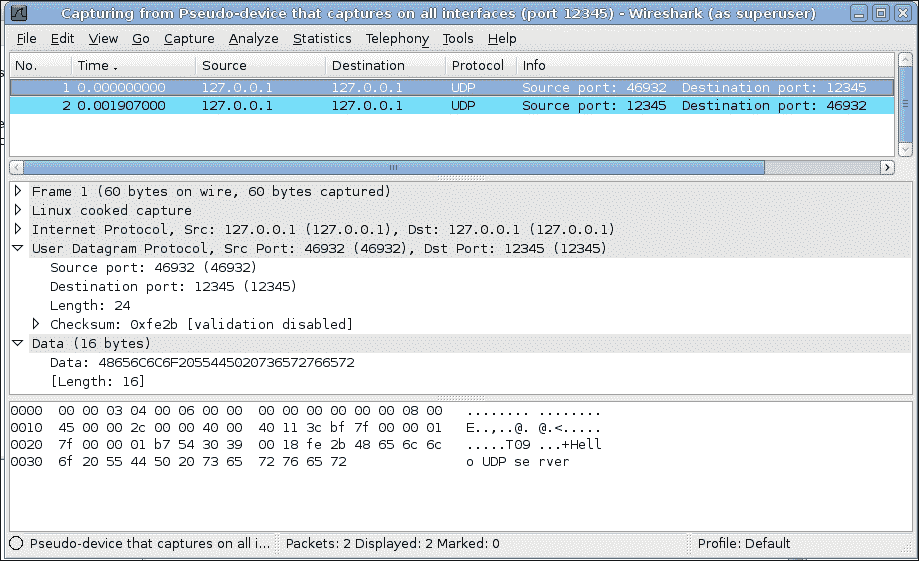 Capturing from Pseudo-device that captures on all interfaces (port 12345) - Wireshark (as superuser)
File Edit View Go Capture Analyze Statistics Telephony Tools Help
No. Time . Source Destination Protocol Info
1 0.000000000 127.0.0.1 127.0.0.1 UDP Source port: 46932 Destination port: 12345
2 0.001907000 127.0.0.1 127.0.0.1 UDP Source port: 12345 Destination port: 46932
Frame 1 (60 bytes on wire, 60 bytes captured)
Linux cooked capture
Internet Protocol, Src: 127.0.0.1 (127.0.0.1), Dst: 127.0.0.1 (127.0.0.1)
User Datagram Protocol, Src Port: 46932 (46932), Dst Port: 12345 (12345)
Source port: 46932 (46932)
Destination port: 12345 (12345)
Length: 24
Checksum: 0xfe2b [validation disabled]
Data (16 bytes)
Data: 48656C6C6F2055445020736572766572
[Length: 16]
0000 00 00 03 04 00 06 00 00 00 00 00 00 00 00 08 00 ........ ........
0010 45 00 00 2c 00 00 40 00 40 11 3c bf 7f 00 00 01 E..,..@. @.<.....
0020 7f 00 00 01 b7 54 30 39 00 18 fe 2b 48 65 6c 6c .....T09 ...+Hell
0030 6f 20 55 44 50 20 73 65 72 76 65 72 o UDP se rver
Pseudo-device that captures on all i... Packets: 2 Displayed: 2 Marked: 0 Profile: Default